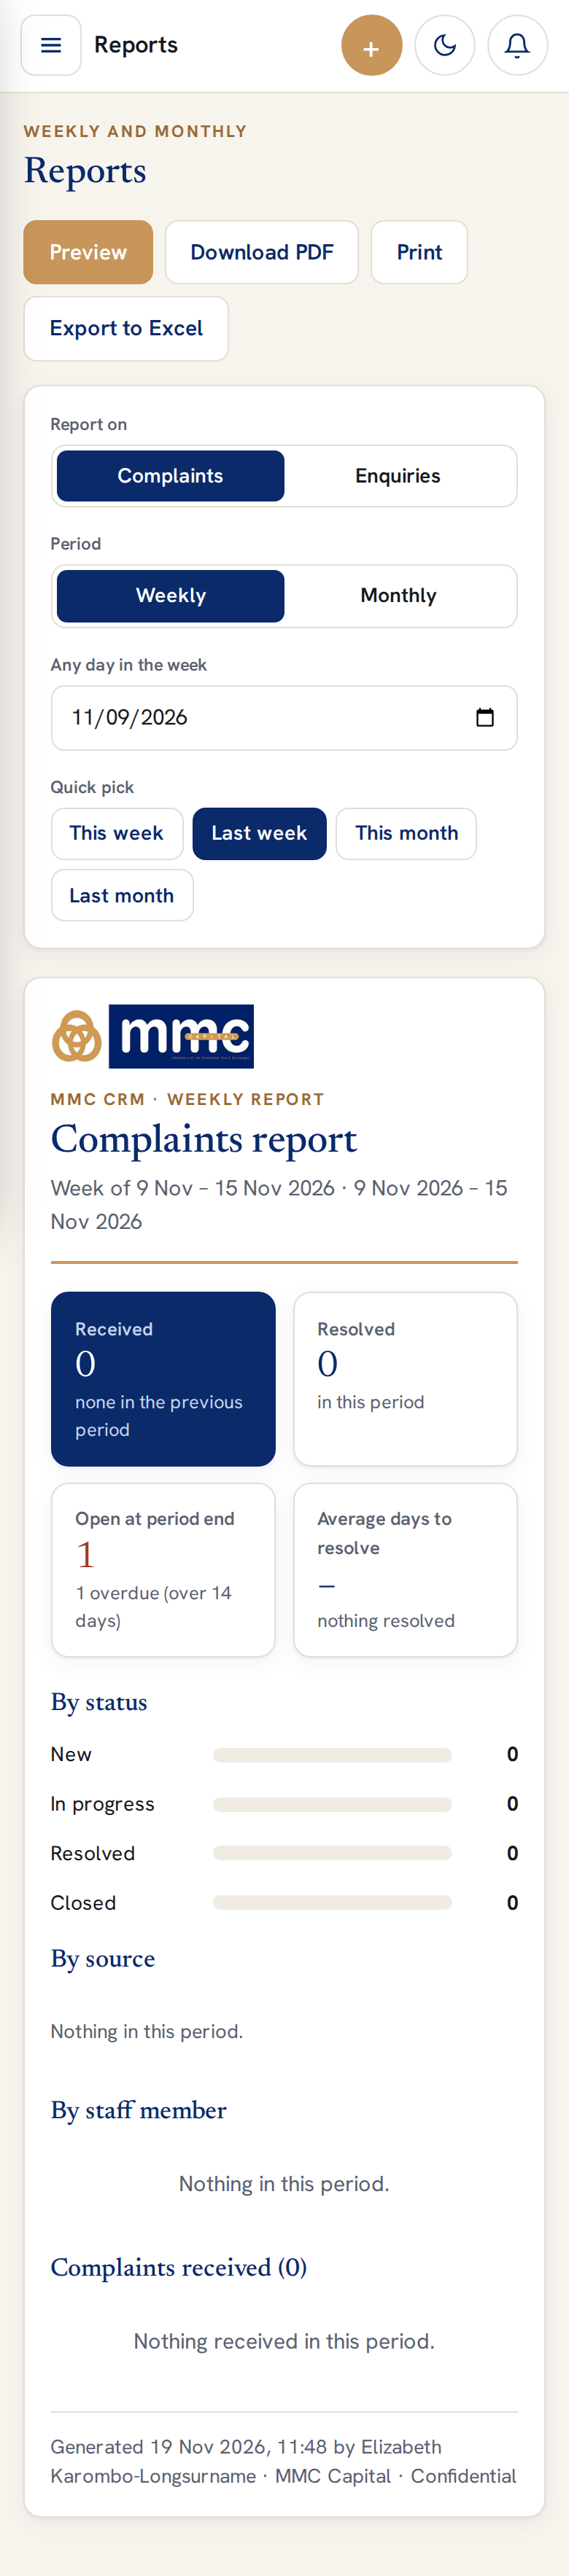 Reports
+
WEEKLY AND MONTHLY
Reports
Preview
Download PDF
Print
Export to Excel
Report on
Complaints
Enquiries
Period
Weekly
Monthly
Any day in the week
11/09/2026
Quick pick
This week
Last week
This month
Last month
mmc
CAPITAL
MMC CRM · WEEKLY REPORT
Complaints report
Week of 9 Nov – 15 Nov 2026 · 9 Nov 2026 – 15
Nov 2026
Received
0
none in the previous
period
Resolved
0
in this period
Open at period end
1
1 overdue (over 14
days)
Average days to
resolve
–
nothing resolved
By status
New 0
In progress 0
Resolved 0
Closed 0
By source
Nothing in this period.
By staff member
Nothing in this period.
Complaints received (0)
Nothing received in this period.
Generated 19 Nov 2026, 11:48 by Elizabeth
Karombo-Longsurname · MMC Capital · Confidential